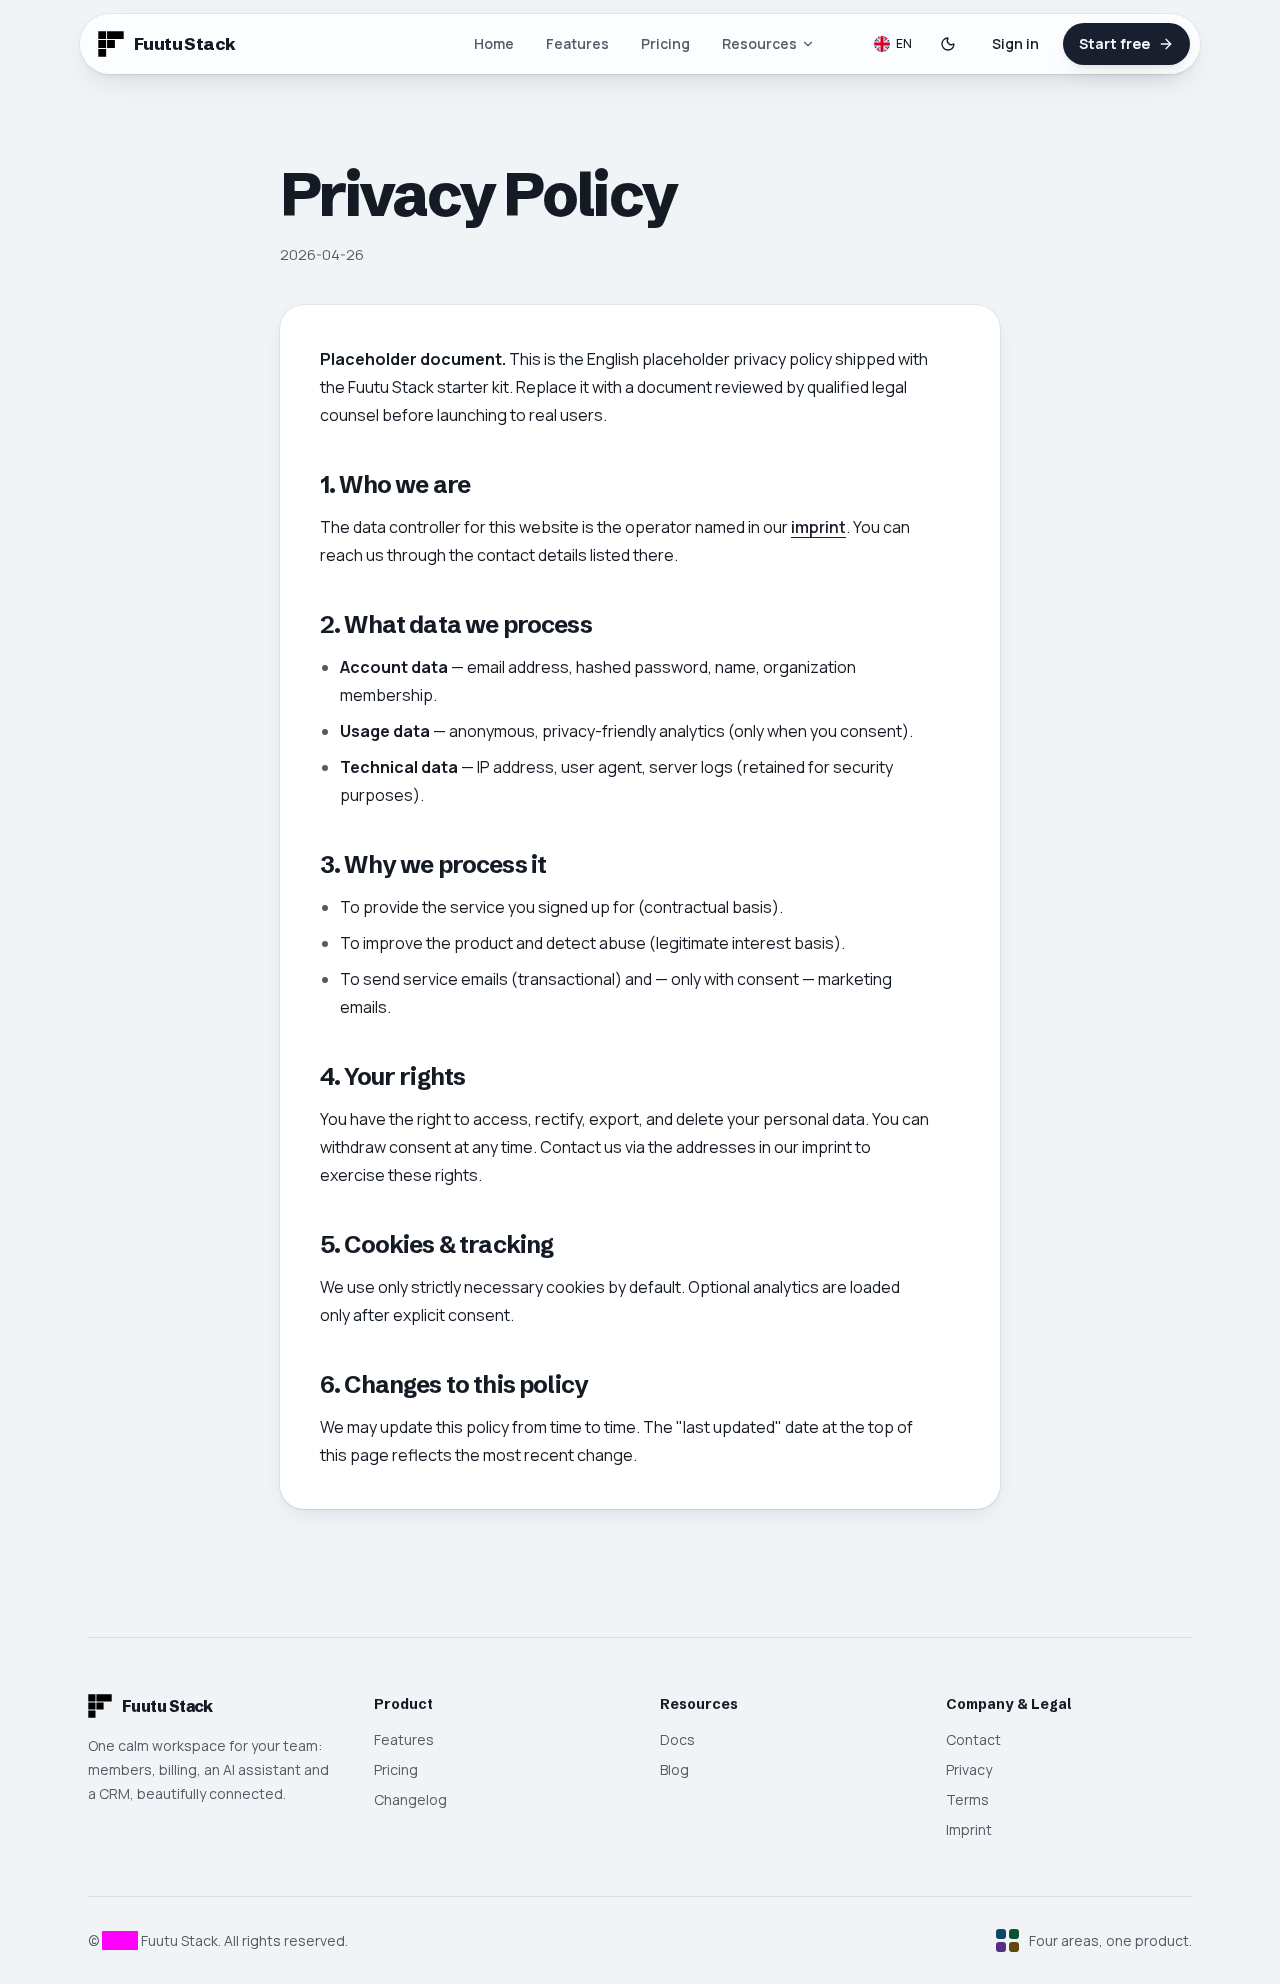 Fuutu Stack
Home
Features
Pricing
Resources
EN
Sign in
Start free
Privacy Policy
2026-04-26
Placeholder document. This is the English placeholder privacy policy shipped with
the Fuutu Stack starter kit. Replace it with a document reviewed by qualified legal
counsel before launching to real users.
1. Who we are
The data controller for this website is the operator named in our imprint. You can
reach us through the contact details listed there.
2. What data we process
Account data — email address, hashed password, name, organization
membership.
Usage data — anonymous, privacy-friendly analytics (only when you consent).
Technical data — IP address, user agent, server logs (retained for security
purposes).
3. Why we process it
To provide the service you signed up for (contractual basis).
To improve the product and detect abuse (legitimate interest basis).
To send service emails (transactional) and — only with consent — marketing
emails.
4. Your rights
You have the right to access, rectify, export, and delete your personal data. You can
withdraw consent at any time. Contact us via the addresses in our imprint to
exercise these rights.
5. Cookies & tracking
We use only strictly necessary cookies by default. Optional analytics are loaded
only after explicit consent.
6. Changes to this policy
We may update this policy from time to time. The "last updated" date at the top of
this page reflects the most recent change.
Fuutu Stack
One calm workspace for your team:
members, billing, an AI assistant and
a CRM, beautifully connected.
Product
Features
Pricing
Changelog
Resources
Docs
Blog
Company & Legal
Contact
Privacy
Terms
Imprint
© Fuutu Stack. All rights reserved.
Four areas, one product.